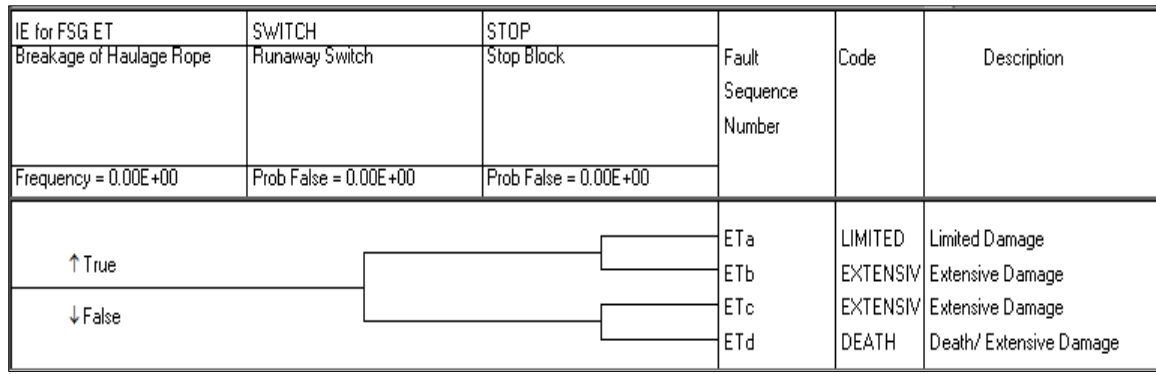 IE for FSG ET
SWITCH
STOP
Breakage of Haulage Rope
Runaway Switch
Stop Block
Fault
Sequence
Number
Code
Description
Frequency = 0.00E+00
Prob False = 0.00E+00
Prob False = 0.00E+00
↑ True
↓ False
ETa LIMITED Limited Damage
ETb EXTENSIV Extensive Damage
ETc EXTENSIV Extensive Damage
ETd DEATH Death/ Extensive Damage